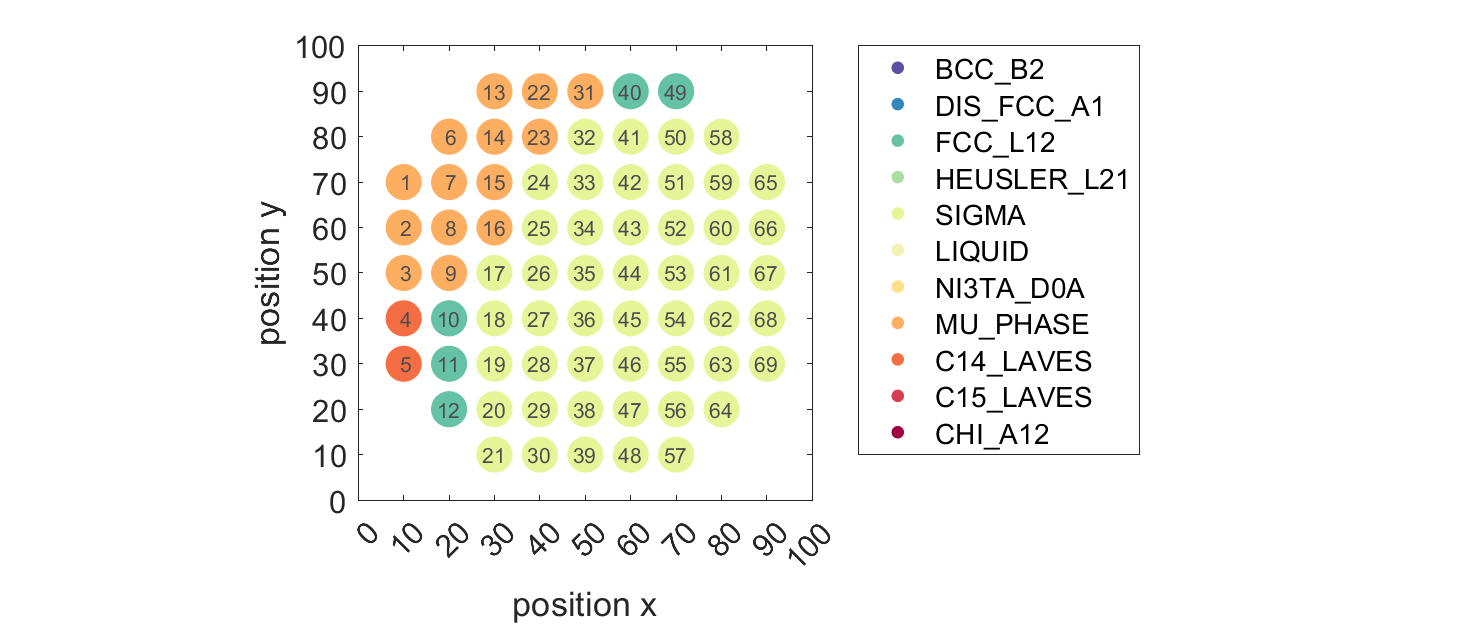 100
90
80
70
60
50
40
30
20
10
0
position y
13 22 31 40 49
6 14 23 32 41 50 58
1 7 15 24 33 42 51 59 65
2 8 16 25 34 43 52 60 66
3 9 17 26 35 44 53 61 67
4 10 18 27 36 45 54 62 68
5 11 19 28 37 46 55 63 69
12 20 29 38 47 56 64
21 30 39 48 57
0 10 20 30 40 50 60 70 80 90 100
position x
BCC_B2
DIS_FCC_A1
FCC_L12
HEUSLER_L21
SIGMA
LIQUID
NI3TA_D0A
MU_PHASE
C14_LAVES
C15_LAVES
CHI_A12